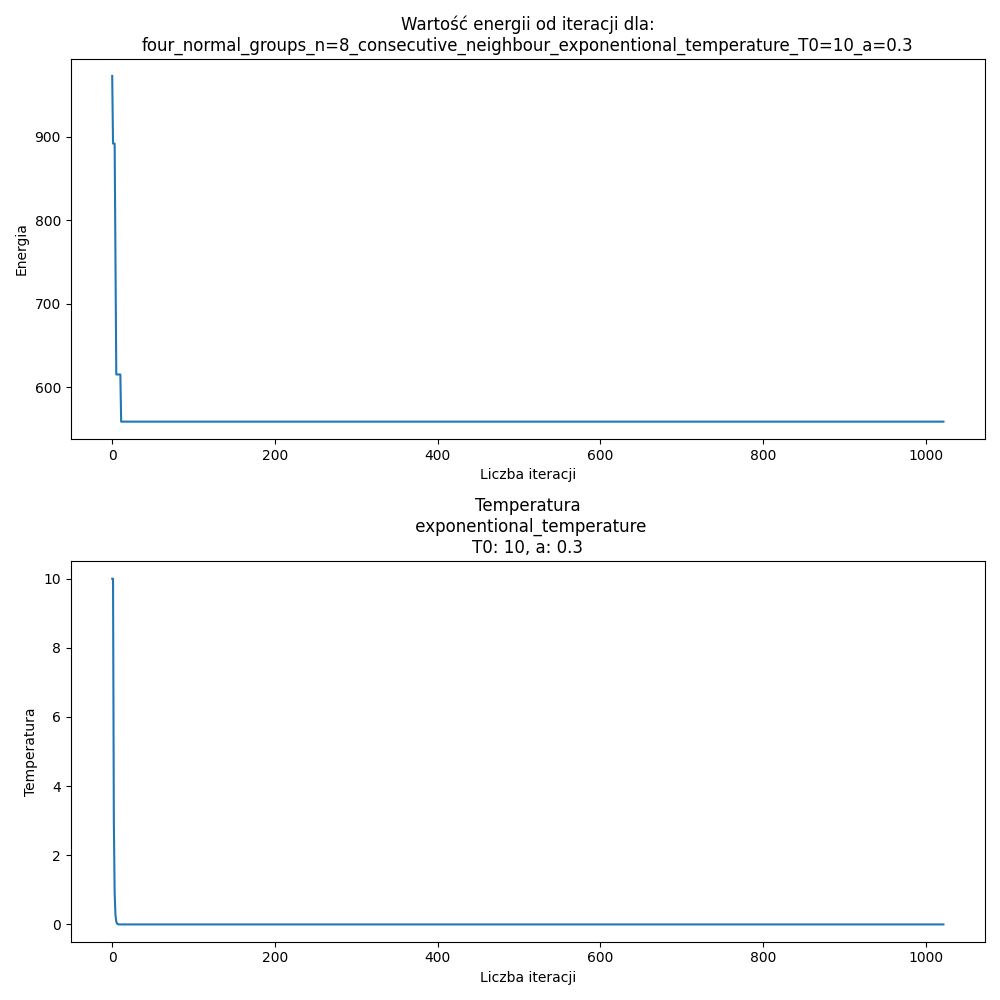 Wartość energii od iteracji dla:
four_normal_groups_n=8_consecutive_neighbour_exponentional_temperature_T0=10_a=0.3
900
800
700
600
Energia
0 200 400 600 800 1000
Liczba iteracji
Temperatura
exponentional_temperature
T0: 10, a: 0.3
10
8
6
4
2
0
Temperatura
0 200 400 600 800 1000
Liczba iteracji